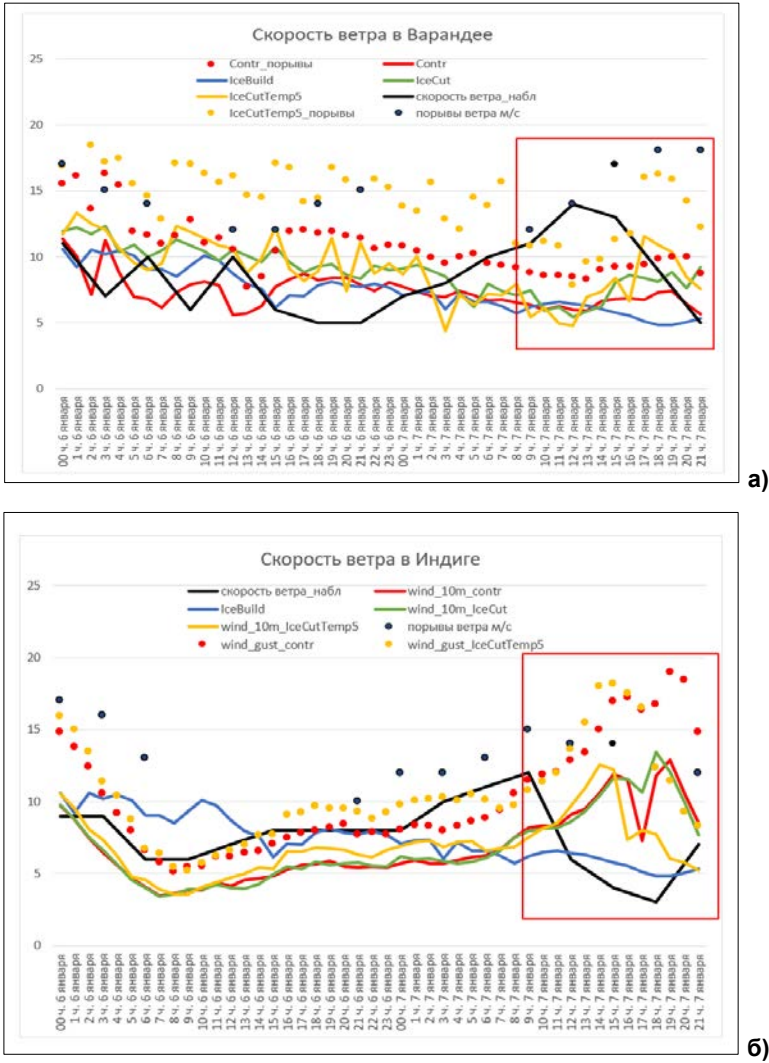 Скорость ветра в Варандее
25
20
15
10
5
0
Contr_порывы Contr
IceBuild IceCut
IceCutTemp5 скорость ветра_набл
IceCutTemp5_порывы порывы ветра м/с
00 ч. 6 января
1 ч. 6 января
2 ч. 6 января
3 ч. 6 января
4 ч. 6 января
5 ч. 6 января
6 ч. 6 января
7 ч. 6 января
8 ч. 6 января
9 ч. 6 января
10 ч. 6 января
11 ч. 6 января
12 ч. 6 января
13 ч. 6 января
14 ч. 6 января
15 ч. 6 января
16 ч. 6 января
17 ч. 6 января
18 ч. 6 января
19 ч. 6 января
20 ч. 6 января
21 ч. 6 января
22 ч. 6 января
23 ч. 6 января
00 ч. 7 января
1 ч. 7 января
2 ч. 7 января
3 ч. 7 января
4 ч. 7 января
5 ч. 7 января
6 ч. 7 января
7 ч. 7 января
8 ч. 7 января
9 ч. 7 января
10 ч. 7 января
11 ч. 7 января
12 ч. 7 января
13 ч. 7 января
14 ч. 7 января
15 ч. 7 января
16 ч. 7 января
17 ч. 7 января
18 ч. 7 января
19 ч. 7 января
20 ч. 7 января
21 ч. 7 января
а)
Скорость ветра в Индиге
25
20
15
10
5
0
скорость ветра_набл wind_10m_contr
IceBuild wind_10m_IceCut
wind_10m_IceCutTemp5 порывы ветра м/с
wind_gust_contr wind_gust_IceCutTemp5
00 ч. 6 января
1 ч. 6 января
2 ч. 6 января
3 ч. 6 января
4 ч. 6 января
5 ч. 6 января
6 ч. 6 января
7 ч. 6 января
8 ч. 6 января
9 ч. 6 января
10 ч. 6 января
11 ч. 6 января
12 ч. 6 января
13 ч. 6 января
14 ч. 6 января
15 ч. 6 января
16 ч. 6 января
17 ч. 6 января
18 ч. 6 января
19 ч. 6 января
20 ч. 6 января
21 ч. 6 января
22 ч. 6 января
23 ч. 6 января
00 ч. 7 января
1 ч. 7 января
2 ч. 7 января
3 ч. 7 января
4 ч. 7 января
5 ч. 7 января
6 ч. 7 января
7 ч. 7 января
8 ч. 7 января
9 ч. 7 января
10 ч. 7 января
11 ч. 7 января
12 ч. 7 января
13 ч. 7 января
14 ч. 7 января
15 ч. 7 января
16 ч. 7 января
17 ч. 7 января
18 ч. 7 января
19 ч. 7 января
20 ч. 7 января
21 ч. 7 января
б)